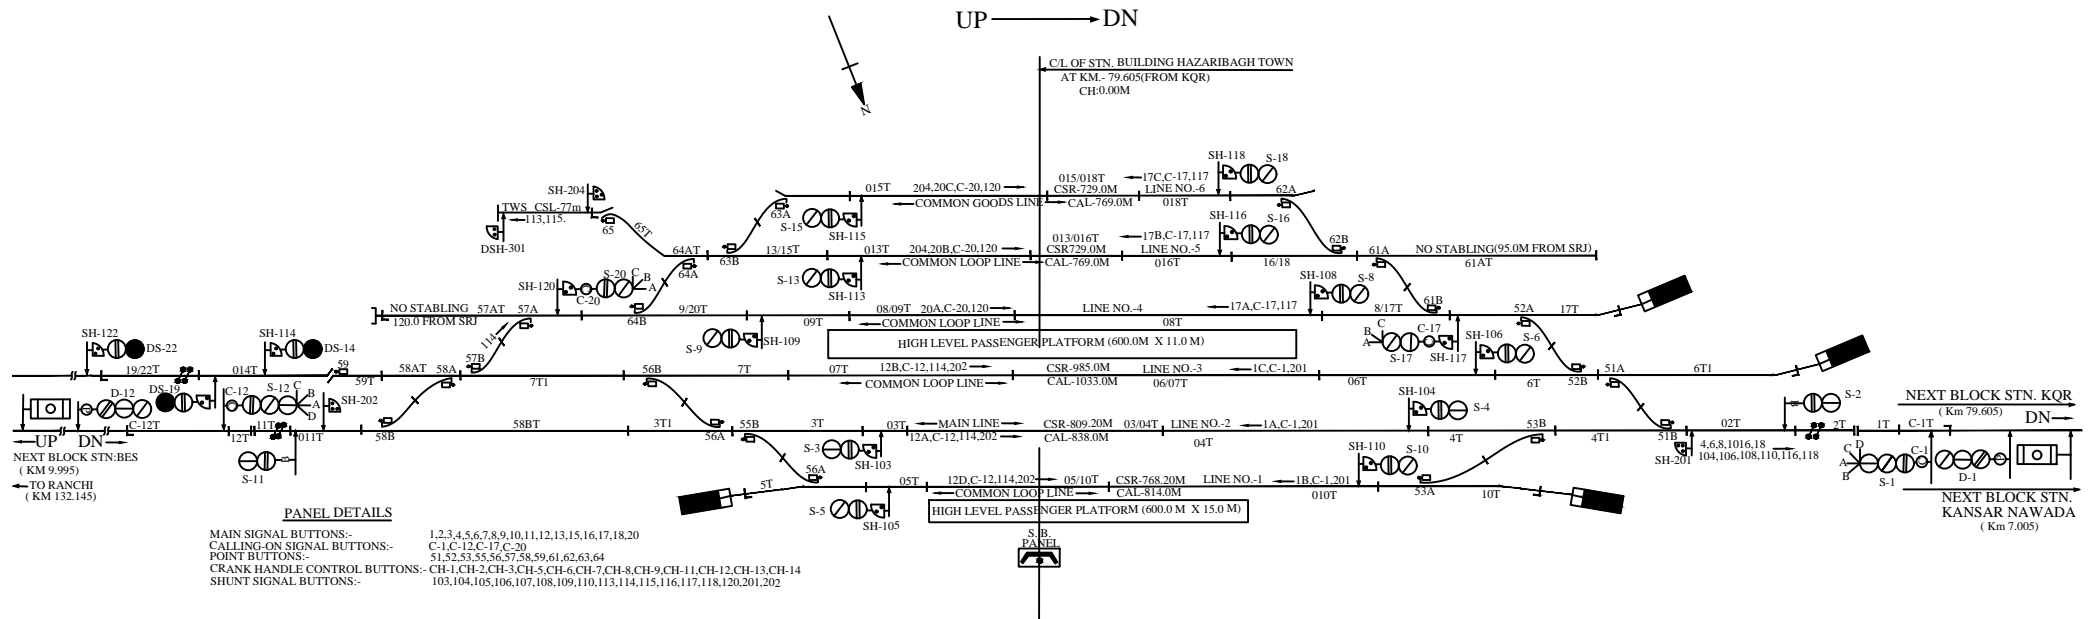 UP DN
C/L OF STN. BUILDING HAZARIBAGH TOWN
AT KM.- 79.605(FROM KQR)
CH:0.00M
N
SH-118 S-18
015/018T 17C,C-17,117
SH-204 015T 204,20C,C-20,120 CSR-729.0M LINE NO.-6 62A
TWS CSL-77m COMMON GOODS LINE CAL-769.0M 018T
113,115.
63A SH-116 S-16
65 65T S-15
DSH-301 SH-115 013/016T 17B,C-17,117
64AT 13/15T 013T 204,20B,C-20,120 CSR729.0M LINE NO.-5 62B 61A NO STABLING(95.0M FROM SRJ)
63B COMMON LOOP LINE CAL-769.0M 016T 16/18 61AT
64A
S-20 C B A
SH-120 C-20 S-13 SH-113 SH-108 S-8
NO STABLING 57AT 57A 9/20T 08/09T 20A,C-20,120 LINE NO.-4 17A,C-17,117 8/17T 61B 52A 17T
120.0 FROM SRJ 64B 09T COMMON LOOP LINE 08T
SH-122 SH-114 114 S-9 SH-109 C B A S-17 C-17 SH-117 SH-106 S-6
HIGH LEVEL PASSENGER PLATFORM (600.0M X 11.0 M)
DS-22 DS-14 57B
19/22T 014T 59 58AT 58A 56B 7T 07T 12B,C-12,114,202 CSR-985.0M LINE NO.-3 1C,C-1,201 51A 6T1
59T 7T1 COMMON LOOP LINE CAL-1033.0M 06/07T 06T 6T 52B
D-12 DS-19 C-12 S-12 C B A D SH-202 SH-104 S-4 S-2
NEXT BLOCK STN. KQR
( Km 79.605)
DN
UP DN C-12T 12T 11T 011T 58B 58BT 3T1 56A 55B 3T 03T MAIN LINE CSR-809.20M 03/04T LINE NO.-2 1A,C-1,201 4T 53B 4T1 51B 02T 2T 1T C-1T
12A,C-12,114,202 CAL-838.0M 04T
NEXT BLOCK STN:BES
( KM 9.995)
TO RANCHI
( KM 132.145)
S-11 B S-3 SH-103 SH-110 S-10 SH-201
4,6,8,1016,18
104,106,108,110,116,118
C D A B S-1 C-1 D-1
56A
5T 05T 12D,C-12,114,202 05/10T CSR-768.20M LINE NO.-1 1B,C-1,201 53A 10T
COMMON LOOP LINE CAL-814.0M 010T
S-5 SH-105
HIGH LEVEL PASSENGER PLATFORM (600.0 M X 15.0 M)
NEXT BLOCK STN.
KANSAR NAWADA
( Km 7.005)
S.B.
PANEL
PANEL DETAILS
MAIN SIGNAL BUTTONS:- 1,2,3,4,5,6,7,8,9,10,11,12,13,15,16,17,18,20
CALLING-ON SIGNAL BUTTONS:- C-1,C-12,C-17,C-20
POINT BUTTONS:- 51,52,53,55,56,57,58,59,61,62,63,64
CRANK HANDLE CONTROL BUTTONS:- CH-1,CH-2,CH-3,CH-5,CH-6,CH-7,CH-8,CH-9,CH-11,CH-12,CH-13,CH-14
SHUNT SIGNAL BUTTONS:- 103,104,105,106,107,108,109,110,113,114,115,116,117,118,120,201,202